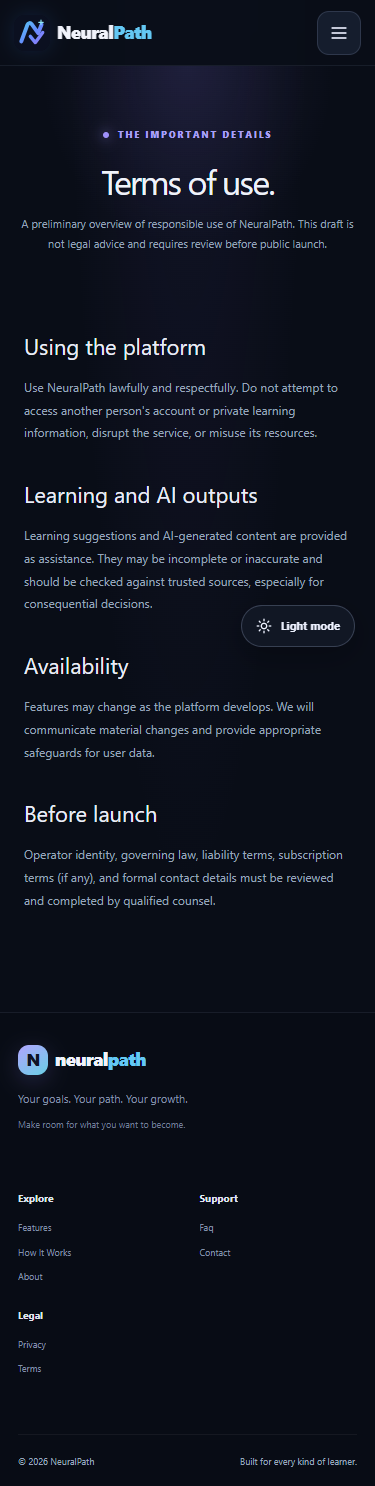 NeuralPath
THE IMPORTANT DETAILS
Terms of use.
A preliminary overview of responsible use of NeuralPath. This draft is
not legal advice and requires review before public launch.
Using the platform
Use NeuralPath lawfully and respectfully. Do not attempt to
access another person's account or private learning
information, disrupt the service, or misuse its resources.
Learning and AI outputs
Learning suggestions and AI-generated content are provided
as assistance. They may be incomplete or inaccurate and
should be checked against trusted sources, especially for
consequential decisions.
Light mode
Availability
Features may change as the platform develops. We will
communicate material changes and provide appropriate
safeguards for user data.
Before launch
Operator identity, governing law, liability terms, subscription
terms (if any), and formal contact details must be reviewed
and completed by qualified counsel.
N neuralpath
Your goals. Your path. Your growth.
Make room for what you want to become.
Explore
Features
How It Works
About
Support
Faq
Contact
Legal
Privacy
Terms
© 2026 NeuralPath
Built for every kind of learner.